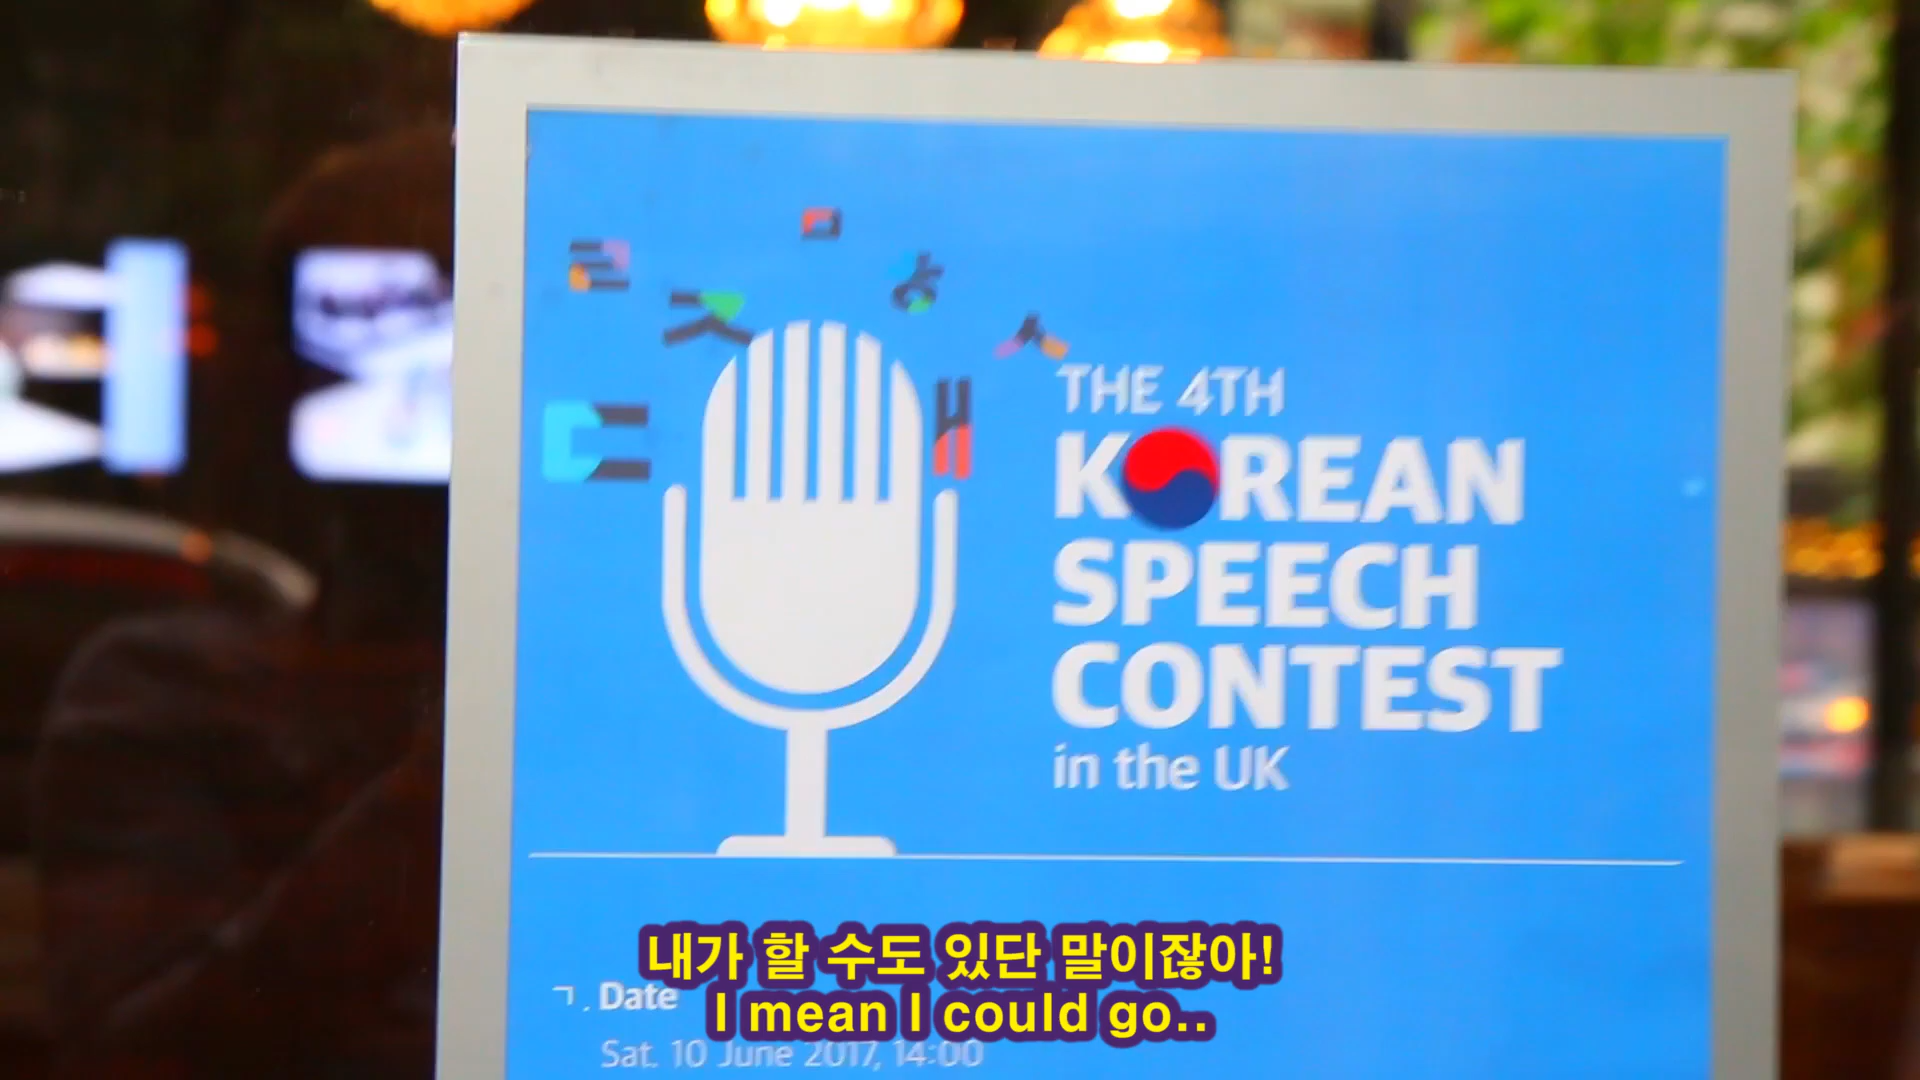 ㅁ
ㄹ
ㅎ
ㅈ
ㅅ
ㄷ
ㅐ
THE 4TH
KOREAN
SPEECH
CONTEST
in the UK
ㄱ. Date
Sat. 10 June 2017, 14:00
내가 할 수도 있단 말이잖아!
I mean I could go..